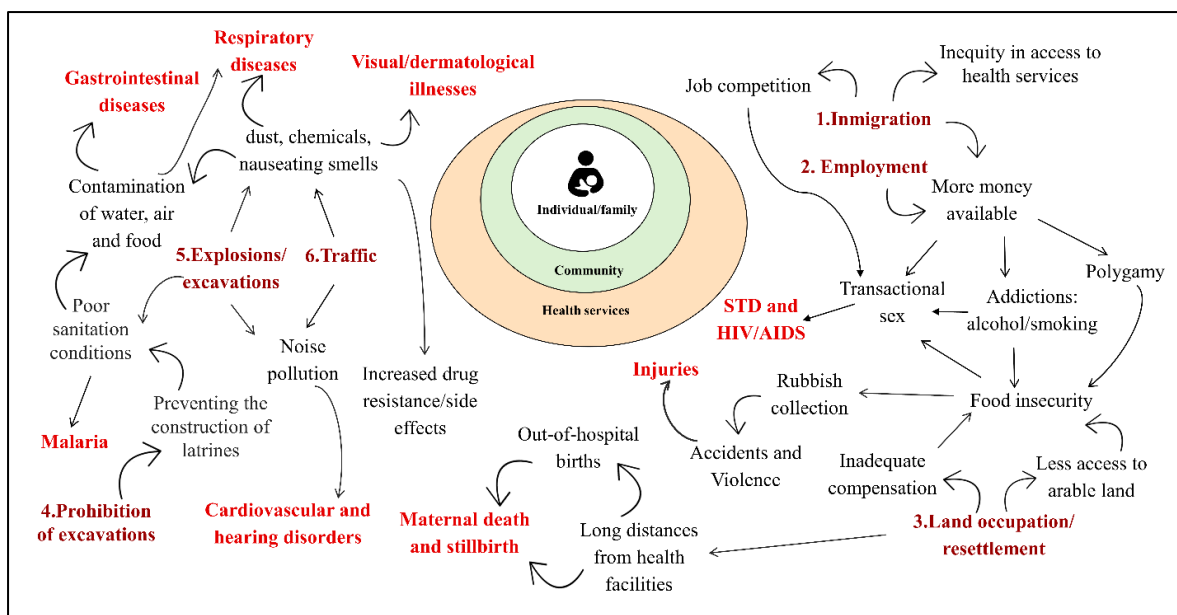 Respiratory
diseases
Gastrointestinal
diseases
Visual/dermatological
illnesses
dust, chemicals,
nauseating smells
Contamination
of water, air
and food
5.Explosions/
excavations
6.Traffic
Poor
sanitation
conditions
Noise
pollution
Increased drug
resistance/side
effects
Preventing the
construction of
latrines
Malaria
4.Prohibition
of excavations
Cardiovascular and
hearing disorders
Individual/family
Community
Health services
Inequity in access to
health services
Job competition
1.Inmigration
2. Employment
More money
available
Polygamy
Transactional
sex
Addictions:
alcohol/smoking
STD and
HIV/AIDS
Injuries
Rubbish
collection
Food insecurity
Accidents and
Violence
Inadequate
compensation
Less access to
arable land
3.Land occupation/
resettlement
Out-of-hospital
births
Maternal death
and stillbirth
Long distances
from health
facilities